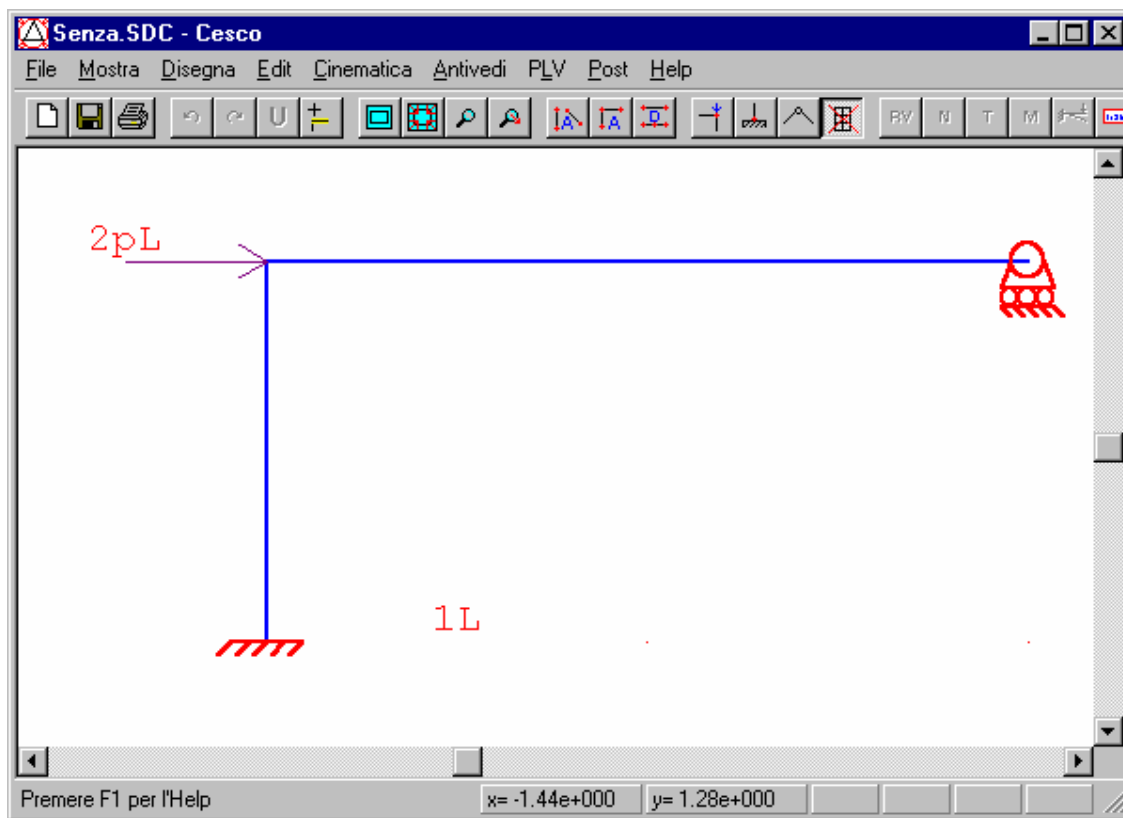 Senza.SDC - Cesco
File Mostra Disegna Edit Cinematica Antivedi PLV Post Help
U A A D RV N T M
2pL
1L
Premere F1 per l'Help x= -1.44e+000 y= 1.28e+000